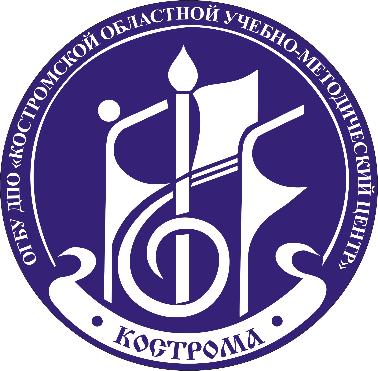 ОГБУ ДПО «КОСТРОМСКОЙ ОБЛАСТНОЙ УЧЕБНО-МЕТОДИЧЕСКИЙ ЦЕНТР»
• КОСТРОМА •